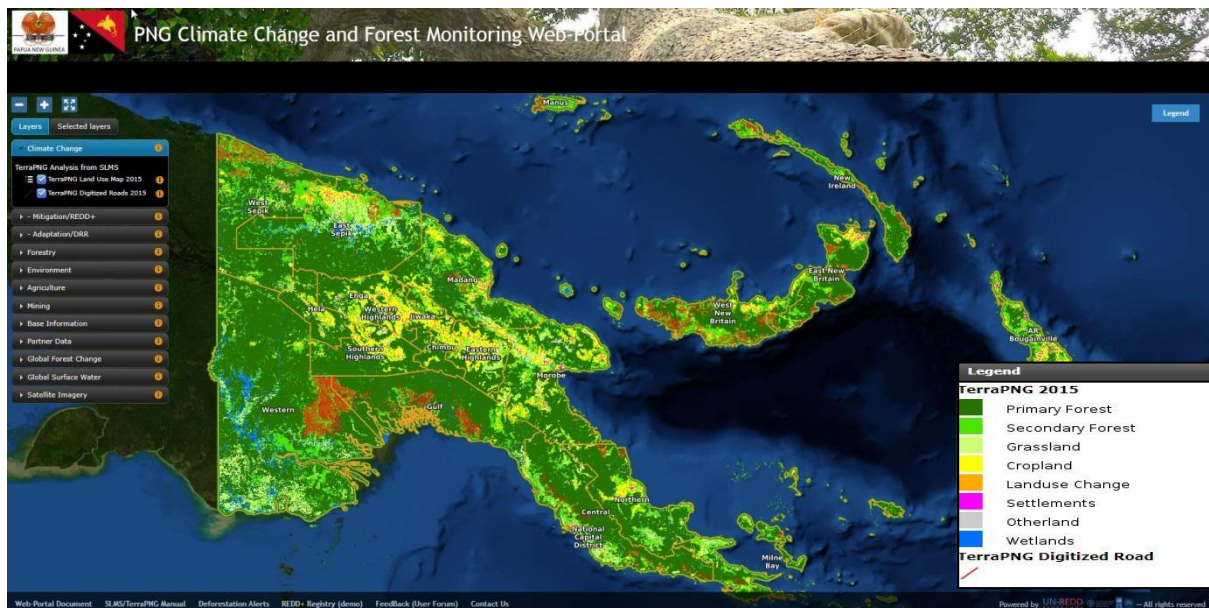 PAPUA NEW GUINEA
PNG Climate Change and Forest Monitoring Web-Portal
Legend
Layers
Selected layers
Climate Change
TerraPNG Analysis from SLMS
TerraPNG Land Use Map 2015
TerraPNG Digitized Roads 2015
- Mitigation/REDD+
- Adaptation/DRR
Forestry
Environment
Agriculture
Mining
Base Information
Partner Data
Global Forest Change
Global Surface Water
Satellite Imagery
Manus
New
Ireland
West
Sepik
East
Sepik
Madang
East New
Britain
Enga
Hela
Western
Highlands
Jiwaka
West
New
Britain
Southern
Highlands
Chimbu
Eastern
Highlands
AR
Bougainville
Morobe
Western
Gulf
Northern
Central
National
Capital
District
Milne
Bay
Legend
TerraPNG 2015
Primary Forest
Secondary Forest
Grassland
Cropland
Landuse Change
Settlements
Otherland
Wetlands
TerraPNG Digitized Road
Web-Portal Document
SLMS/TerraPNG Manual
Deforestation Alerts
REDD+ Registry (demo)
FeedBack (User Forum)
Contact Us
Powered by UN-REDD
— All rights reserved